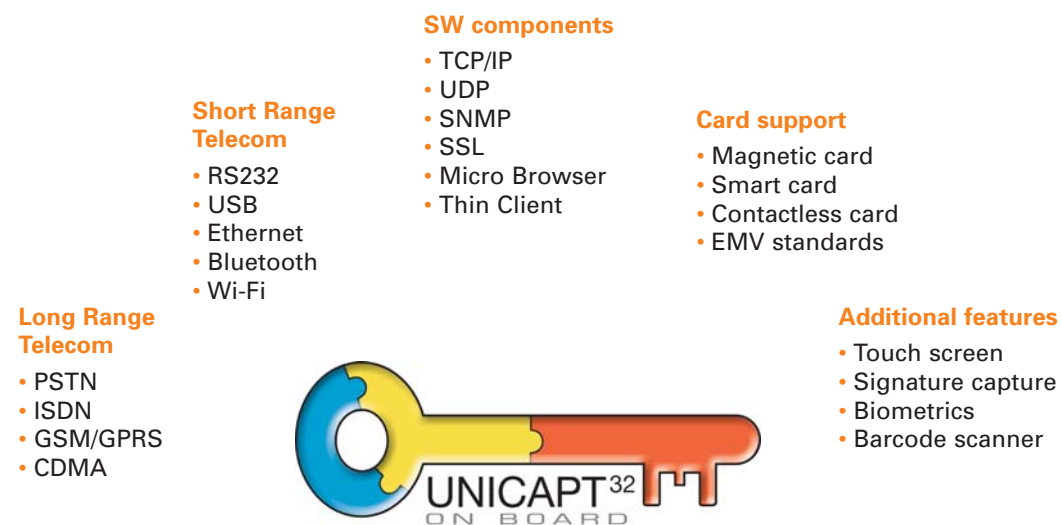 SW components
• TCP/IP
• UDP
• SNMP
• SSL
• Micro Browser
• Thin Client
Short Range
Telecom
• RS232
• USB
• Ethernet
• Bluetooth
• Wi-Fi
Card support
• Magnetic card
• Smart card
• Contactless card
• EMV standards
Long Range
Telecom
• PSTN
• ISDN
• GSM/GPRS
• CDMA
Additional features
• Touch screen
• Signature capture
• Biometrics
• Barcode scanner
UNICAPT 32
ON BOARD